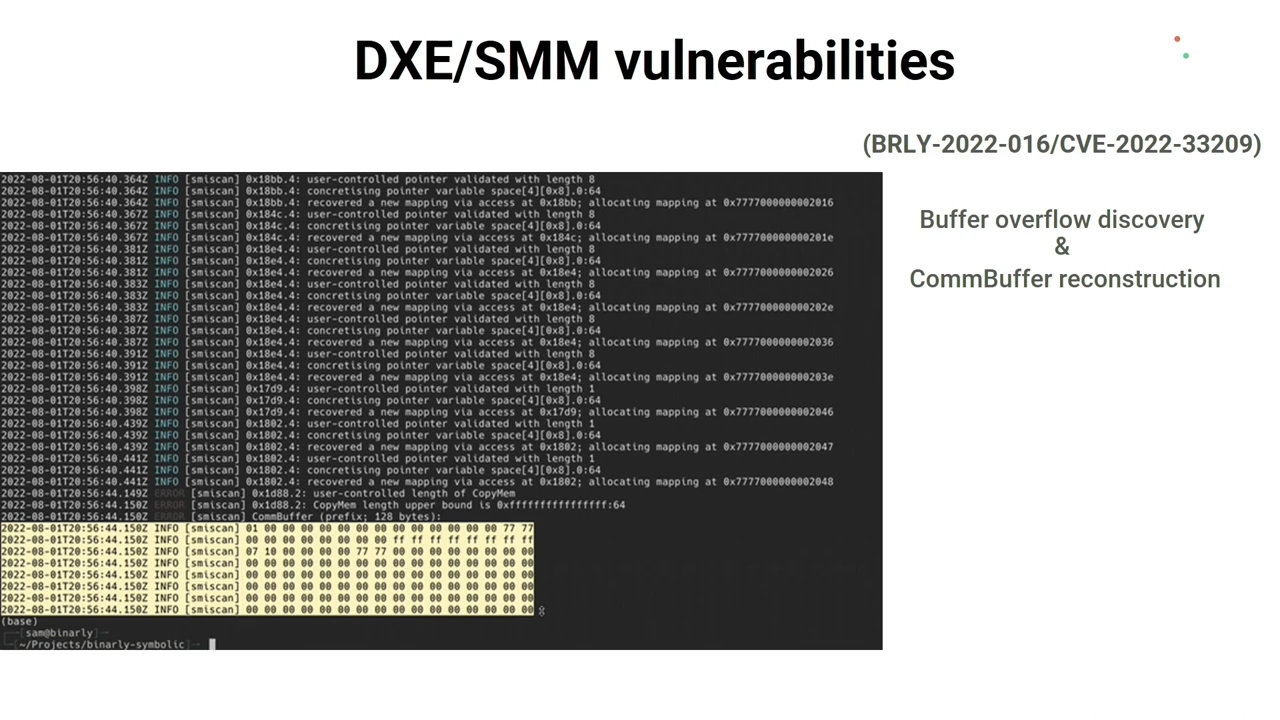 DXE/SMM vulnerabilities
(BRLY-2022-016/CVE-2022-33209)
Buffer overflow discovery
&
CommBuffer reconstruction
2022-08-01T20:56:40.364Z INFO [smiscan] 0x18bb.4: user-controlled pointer validated with length 8
2022-08-01T20:56:40.364Z INFO [smiscan] 0x18bb.4: concretising pointer variable space[4][0x8].0:64
2022-08-01T20:56:40.364Z INFO [smiscan] 0x18bb.4: recovered a new mapping via access at 0x18bb; allocating mapping at 0x7777000000002016
2022-08-01T20:56:40.367Z INFO [smiscan] 0x184c.4: user-controlled pointer validated with length 8
2022-08-01T20:56:40.367Z INFO [smiscan] 0x184c.4: concretising pointer variable space[4][0x8].0:64
2022-08-01T20:56:40.367Z INFO [smiscan] 0x184c.4: recovered a new mapping via access at 0x184c; allocating mapping at 0x777700000000201e
2022-08-01T20:56:40.381Z INFO [smiscan] 0x18e4.4: user-controlled pointer validated with length 8
2022-08-01T20:56:40.381Z INFO [smiscan] 0x18e4.4: concretising pointer variable space[4][0x8].0:64
2022-08-01T20:56:40.381Z INFO [smiscan] 0x18e4.4: recovered a new mapping via access at 0x18e4; allocating mapping at 0x7777000000002026
2022-08-01T20:56:40.383Z INFO [smiscan] 0x18e4.4: user-controlled pointer validated with length 8
2022-08-01T20:56:40.383Z INFO [smiscan] 0x18e4.4: concretising pointer variable space[4][0x8].0:64
2022-08-01T20:56:40.383Z INFO [smiscan] 0x18e4.4: recovered a new mapping via access at 0x18e4; allocating mapping at 0x777700000000202e
2022-08-01T20:56:40.387Z INFO [smiscan] 0x18e4.4: user-controlled pointer validated with length 8
2022-08-01T20:56:40.387Z INFO [smiscan] 0x18e4.4: concretising pointer variable space[4][0x8].0:64
2022-08-01T20:56:40.387Z INFO [smiscan] 0x18e4.4: recovered a new mapping via access at 0x18e4; allocating mapping at 0x7777000000002036
2022-08-01T20:56:40.391Z INFO [smiscan] 0x18e4.4: user-controlled pointer validated with length 8
2022-08-01T20:56:40.391Z INFO [smiscan] 0x18e4.4: concretising pointer variable space[4][0x8].0:64
2022-08-01T20:56:40.391Z INFO [smiscan] 0x18e4.4: recovered a new mapping via access at 0x18e4; allocating mapping at 0x777700000000203e
2022-08-01T20:56:40.398Z INFO [smiscan] 0x17d9.4: user-controlled pointer validated with length 1
2022-08-01T20:56:40.398Z INFO [smiscan] 0x17d9.4: concretising pointer variable space[4][0x8].0:64
2022-08-01T20:56:40.398Z INFO [smiscan] 0x17d9.4: recovered a new mapping via access at 0x17d9; allocating mapping at 0x7777000000002046
2022-08-01T20:56:40.439Z INFO [smiscan] 0x1802.4: user-controlled pointer validated with length 1
2022-08-01T20:56:40.439Z INFO [smiscan] 0x1802.4: concretising pointer variable space[4][0x8].0:64
2022-08-01T20:56:40.439Z INFO [smiscan] 0x1802.4: recovered a new mapping via access at 0x1802; allocating mapping at 0x7777000000002047
2022-08-01T20:56:40.441Z INFO [smiscan] 0x1802.4: user-controlled pointer validated with length 1
2022-08-01T20:56:40.441Z INFO [smiscan] 0x1802.4: concretising pointer variable space[4][0x8].0:64
2022-08-01T20:56:40.441Z INFO [smiscan] 0x1802.4: recovered a new mapping via access at 0x1802; allocating mapping at 0x7777000000002048
2022-08-01T20:56:44.149Z ERROR [smiscan] 0x1d88.2: user-controlled length of CopyMem
2022-08-01T20:56:44.150Z ERROR [smiscan] 0x1d88.2: CopyMem length upper bound is 0xffffffffffffffff:64
2022-08-01T20:56:44.150Z ERROR [smiscan] CommBuffer (prefix; 128 bytes):
2022-08-01T20:56:44.150Z INFO [smiscan] 01 00 00 00 00 00 00 00 00 00 00 00 00 00 77 77
2022-08-01T20:56:44.150Z INFO [smiscan] 00 00 00 00 00 00 00 00 ff ff ff ff ff ff ff ff
2022-08-01T20:56:44.150Z INFO [smiscan] 07 10 00 00 00 00 77 77 00 00 00 00 00 00 00 00
2022-08-01T20:56:44.150Z INFO [smiscan] 00 00 00 00 00 00 00 00 00 00 00 00 00 00 00 00
2022-08-01T20:56:44.150Z INFO [smiscan] 00 00 00 00 00 00 00 00 00 00 00 00 00 00 00 00
2022-08-01T20:56:44.150Z INFO [smiscan] 00 00 00 00 00 00 00 00 00 00 00 00 00 00 00 00
2022-08-01T20:56:44.150Z INFO [smiscan] 00 00 00 00 00 00 00 00 00 00 00 00 00 00 00 00
2022-08-01T20:56:44.150Z INFO [smiscan] 00 00 00 00 00 00 00 00 00 00 00 00 00 00 00 00
(base)
[sam@binarly]
[~/Projects/binarly-symbolic]